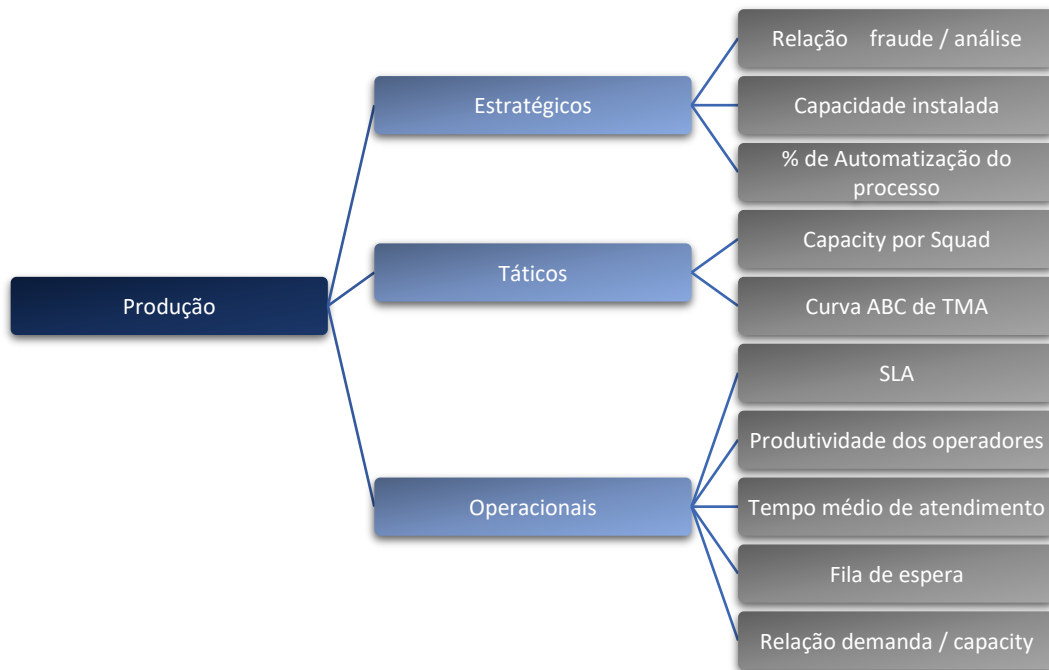 Produção
Estratégicos
Relação fraude / análise
Capacidade instalada
% de Automatização do
processo
Táticos
Capacity por Squad
Curva ABC de TMA
Operacionais
SLA
Produtividade dos operadores
Tempo médio de atendimento
Fila de espera
Relação demanda / capacity